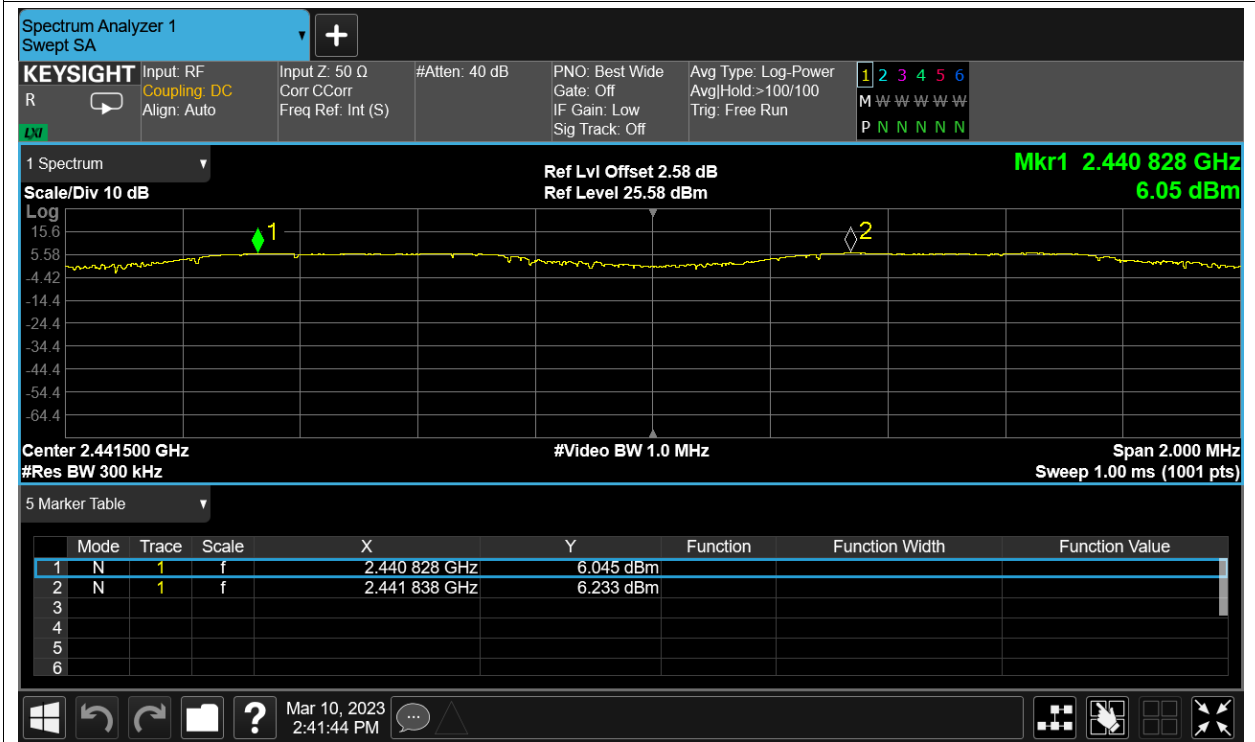 Spectrum Analyzer 1
Swept SA
+
KEYSIGHT Input: RF Input Z: 50 Ω #Atten: 40 dB PNO: Best Wide Avg Type: Log-Power 1 2 3 4 5 6
R Coupling: DC Corr CCorr Gate: Off Avg|Hold:>100/100 M W W W W W
Align: Auto Freq Ref: Int (S) IF Gain: Low Trig: Free Run
LXI Sig Track: Off P N N N N N
1 Spectrum Ref Lvl Offset 2.58 dB Mkr1 2.440 828 GHz
Scale/Div 10 dB Ref Level 25.58 dBm 6.05 dBm
Log
15.6 1 2
5.58
-4.42
-14.4
-24.4
-34.4
-44.4
-54.4
-64.4
Center 2.441500 GHz #Video BW 1.0 MHz Span 2.000 MHz
#Res BW 300 kHz Sweep 1.00 ms (1001 pts)
5 Marker Table
Mode Trace Scale X Y Function Function Width Function Value
1 N 1 f 2.440 828 GHz 6.045 dBm
2 N 1 f 2.441 838 GHz 6.233 dBm
3
4
5
6
? Mar 10, 2023
2:41:44 PM